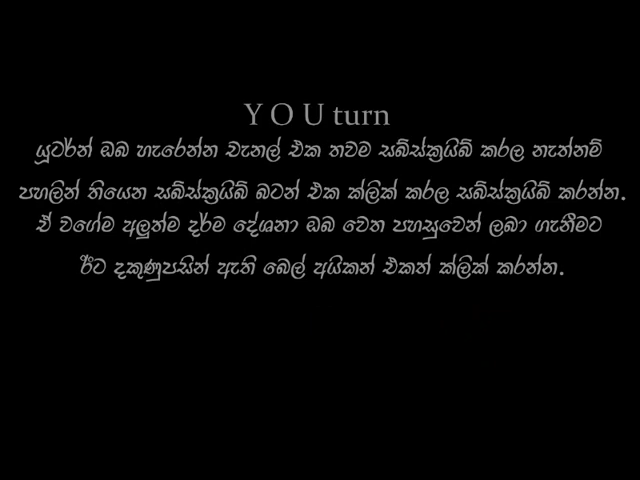 Y O U turn
යූටර්න් ඔබ හැරෙන්න චැනල් එක තවම සබ්ස්ක්‍රයිබ් කරල නැත්නම්
පහලින් තියෙන සබ්ස්ක්‍රයිබ් බටන් එක ක්ලික් කරල සබ්ස්ක්‍රයිබ් කරන්න.
ඒ වගේම අලුත්ම දර්ම දේශනා ඔබ වෙත පහසුවෙන් ලබා ගැනීමට
ඊට දකුණුපසින් ඇති බෙල් අයිකන් එකත් ක්ලික් කරන්න.